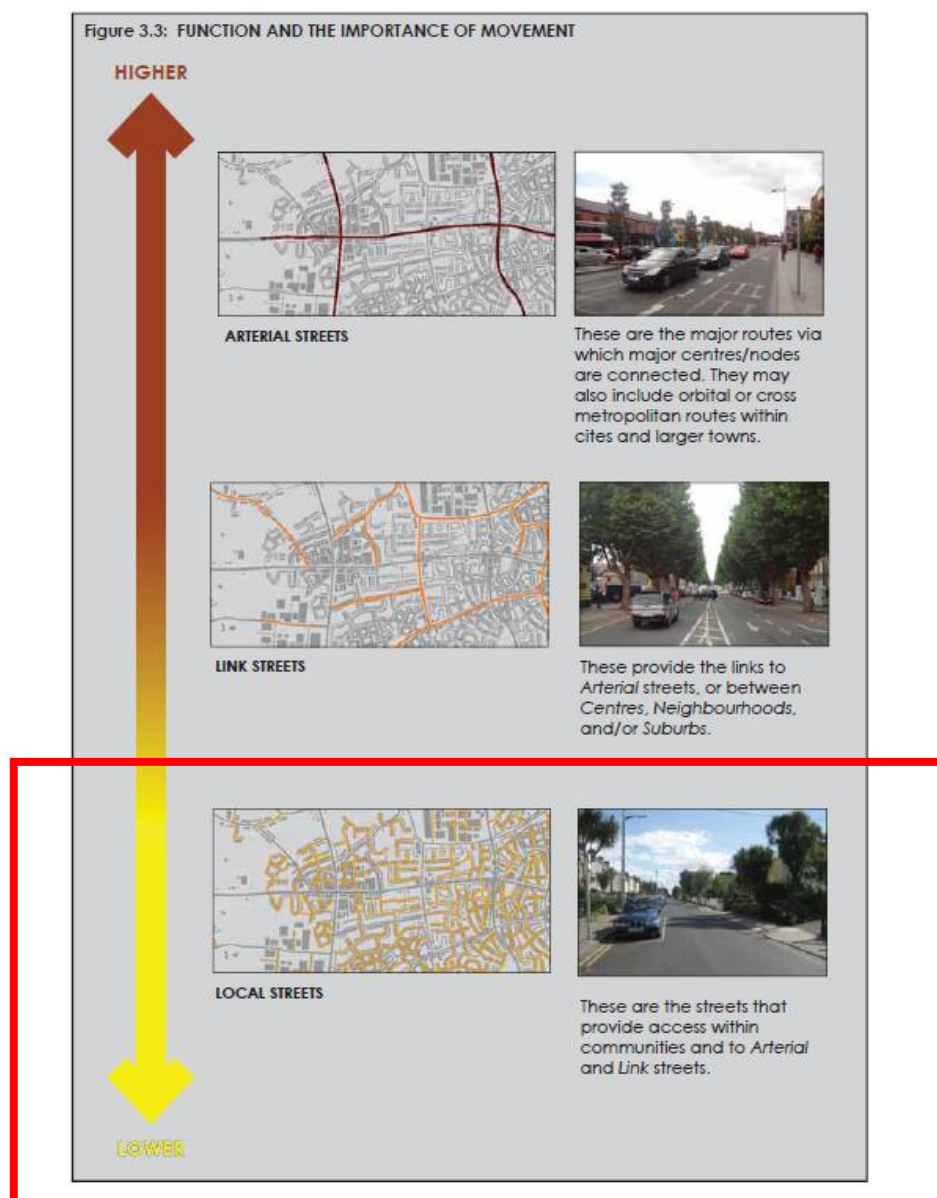 Figure 3.3: FUNCTION AND THE IMPORTANCE OF MOVEMENT
HIGHER
ARTERIAL STREETS
These are the major routes via
which major centres/nodes
are connected. They may
also include orbital or cross
metropolitan routes within
cites and larger towns.
LINK STREETS
These provide the links to
Arterial streets, or between
Centres, Neighbourhoods,
and/or Suburbs.
LOCAL STREETS
These are the streets that
provide access within
communities and to Arterial
and Link streets.
LOWER